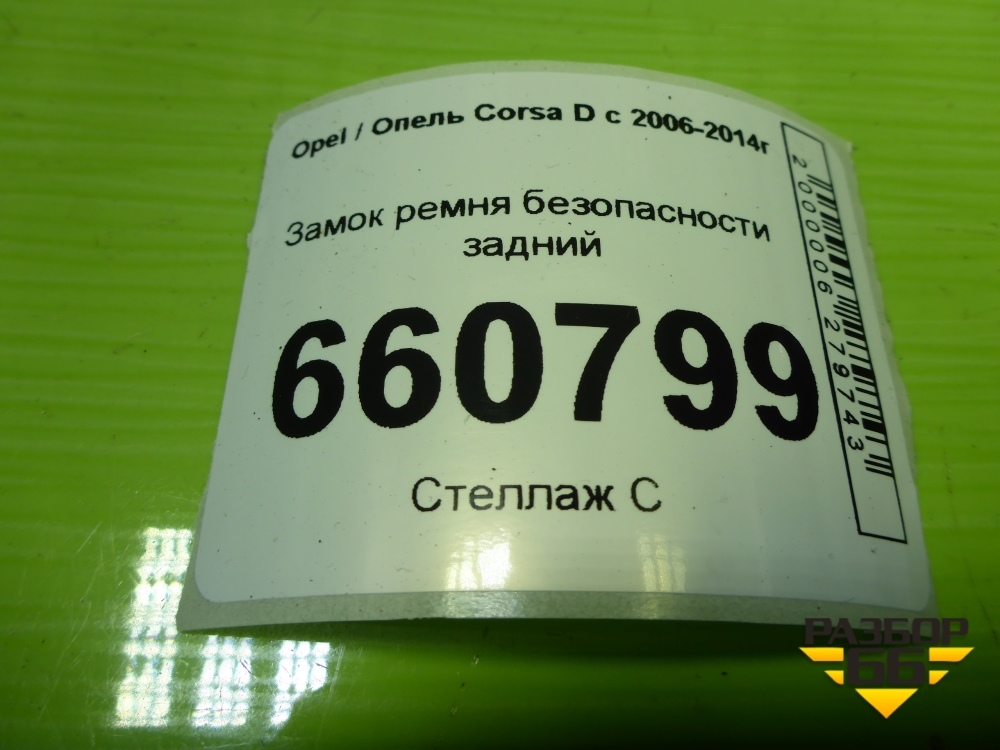 Opel / Опель Corsa D с 2006-2014г
Замок ремня безопасности
задний
660799
Стеллаж С
2000006279743
РАЗБОР
66